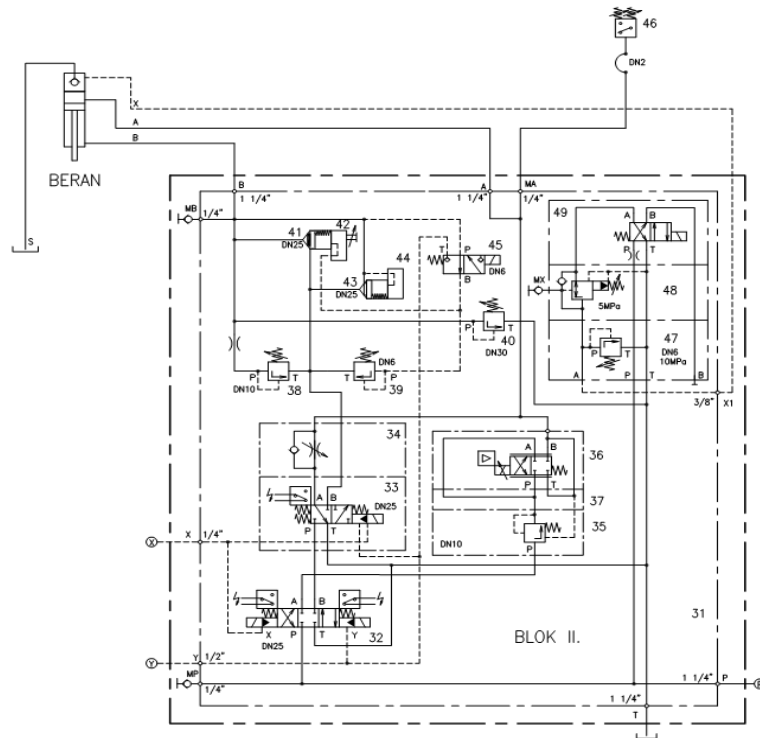 46
DN2
X
A
B
BERAN
S
B
A
MA
1 1/4"
1 1/4"
1/4"
MB
1/4"
41
42
DN25
44
43
DN25
T
P
45
DN6
B
49
A
B
P
T
MX
48
5MPa
47
P
T
DN6
10MPa
A
P
T
B
40
P
T
DN30
3/8"
X1
P
T
DN10
38
DN6
T
P
39
34
33
A
B
DN25
P
T
36
A
B
P
T
37
35
DN10
P
X
X
1/4"
A
B
X
P
T
Y
32
DN25
31
BLOK II.
Y
Y
1/2"
MP
1/4"
1 1/4"
P
P
1 1/4"
T